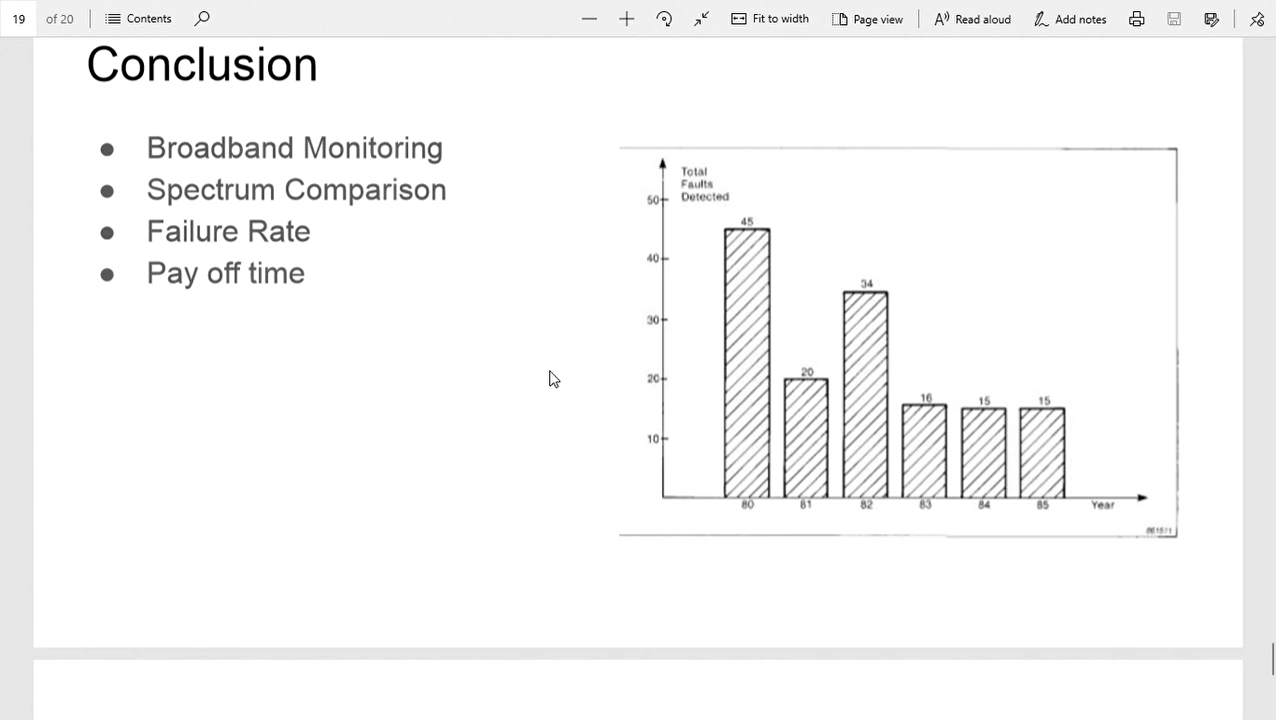 19 of 20
Contents
Fit to width
Page view
Read aloud
Add notes
Conclusion
● Broadband Monitoring
● Spectrum Comparison
● Failure Rate
● Pay off time
Total
Faults
Detected
50
40
30
20
10
45
20
34
16
15
15
80 81 82 83 84 85 Year